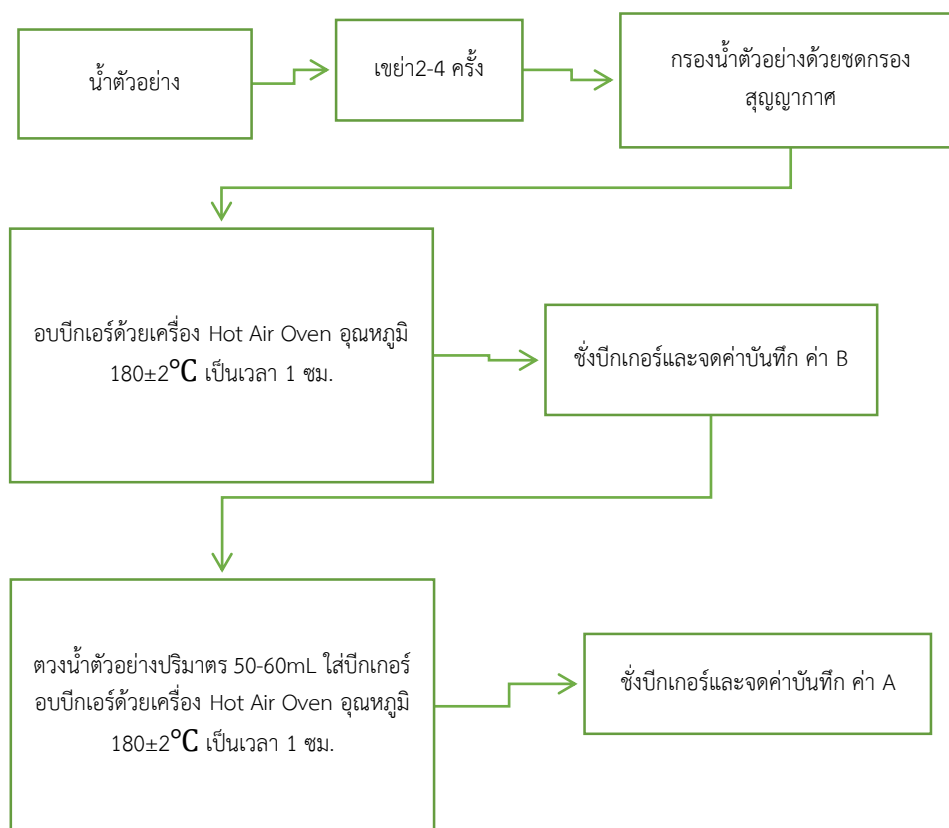 น้ำตัวอย่าง
เขย่า2-4 ครั้ง
กรองน้ำตัวอย่างด้วยชดกรอง
สุญญากาศ
อบบีกเอร์ด้วยเครื่อง Hot Air Oven อุณหภูมิ
180±2°C เป็นเวลา 1 ซม.
ชั่งบีกเกอร์และจดค่าบันทึก ค่า B
ตวงน้ำตัวอย่างปริมาตร 50-60mL ใส่บีกเกอร์
อบบีกเอร์ด้วยเครื่อง Hot Air Oven อุณหภูมิ
180±2°C เป็นเวลา 1 ซม.
ชั่งบีกเกอร์และจดค่าบันทึก ค่า A